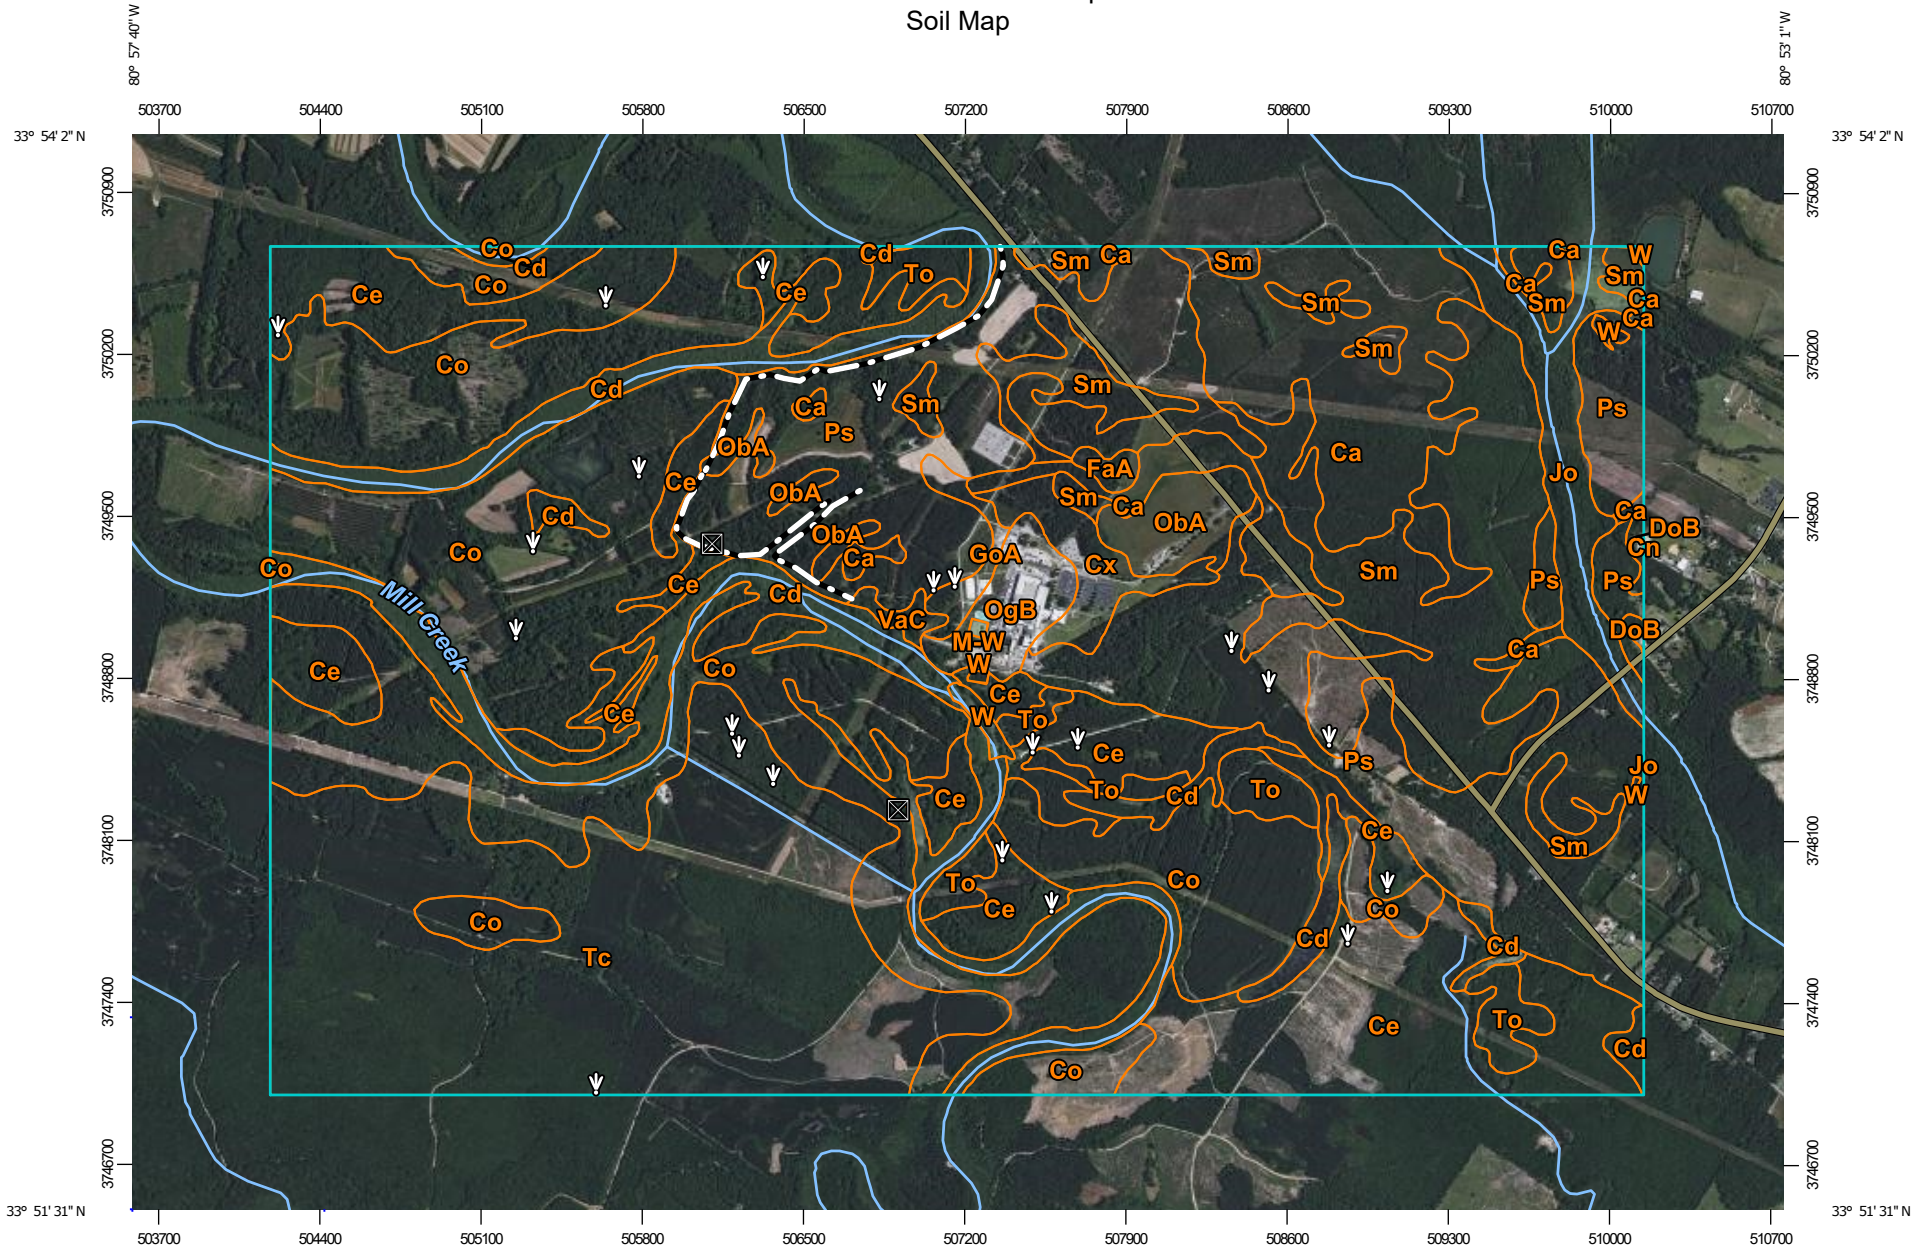 Soil Map
80° 57' 40" W
80° 53' 1" W
503700 504400 505100 505800 506500 507200 507900 508600 509300 510000 510700
33° 54' 2" N
33° 54' 2" N
3750900
3750900
Co Cd Sm Ca Sm Ca W
Cd To Sm
Co Ce Ca
Ce Sm Sm Ca
Ca
W
3750200
3750200
Co Sm
Cd Sm
Ca Sm Ps
Ps
ObA Ca
Ce FaA Jo
ObA Sm Ca
3749500
3749500
Cd ObA Ca DoB
ObA Cn
Co Ca GoA Cx
Co Sm
Ce Cd Ps Ps
Mill Creek
VaC OgB
M-W DoB
Co W Ca
3748800
3748800
Ce Ce
Ce W To
Ce Ps Jo
To Cd To W
Ce
Ce
3748100
3748100
Sm
To Co
Ce Co
Co Cd Cd
Tc
3747400
3747400
Ce To
Cd
Co
3746700
3746700
33° 51' 31" N
33° 51' 31" N
503700 504400 505100 505800 506500 507200 507900 508600 509300 510000 510700